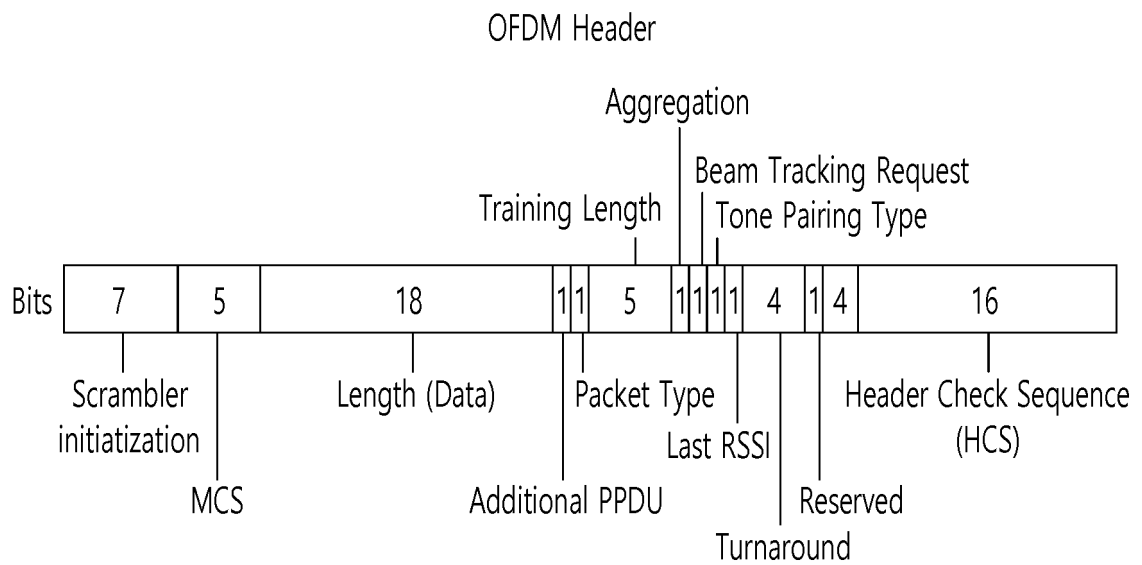 OFDM Header
Aggregation
Beam Tracking Request
Training Length
Tone Pairing Type
Bits 7 5 18 1 1 5 1 1 1 1 4 1 4 16
Scrambler
initiatization
Length (Data)
Packet Type
Header Check Sequence
(HCS)
Last RSSI
MCS
Additional PPDU
Reserved
Turnaround